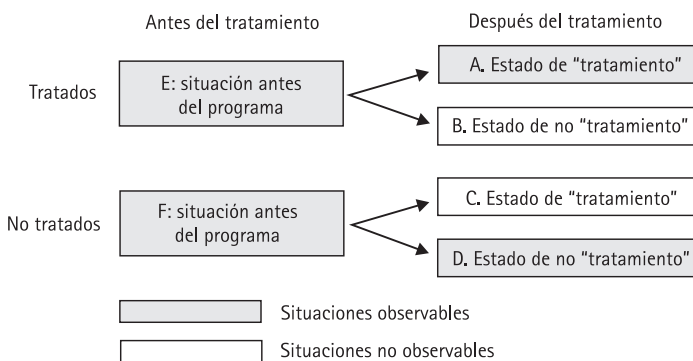 Antes del tratamiento
Después del tratamiento
Tratados
E: situación antes
del programa
A. Estado de “tratamiento”
B. Estado de no “tratamiento”
No tratados
F: situación antes
del programa
C. Estado de “tratamiento”
D. Estado de no “tratamiento”
Situaciones observables
Situaciones no observables